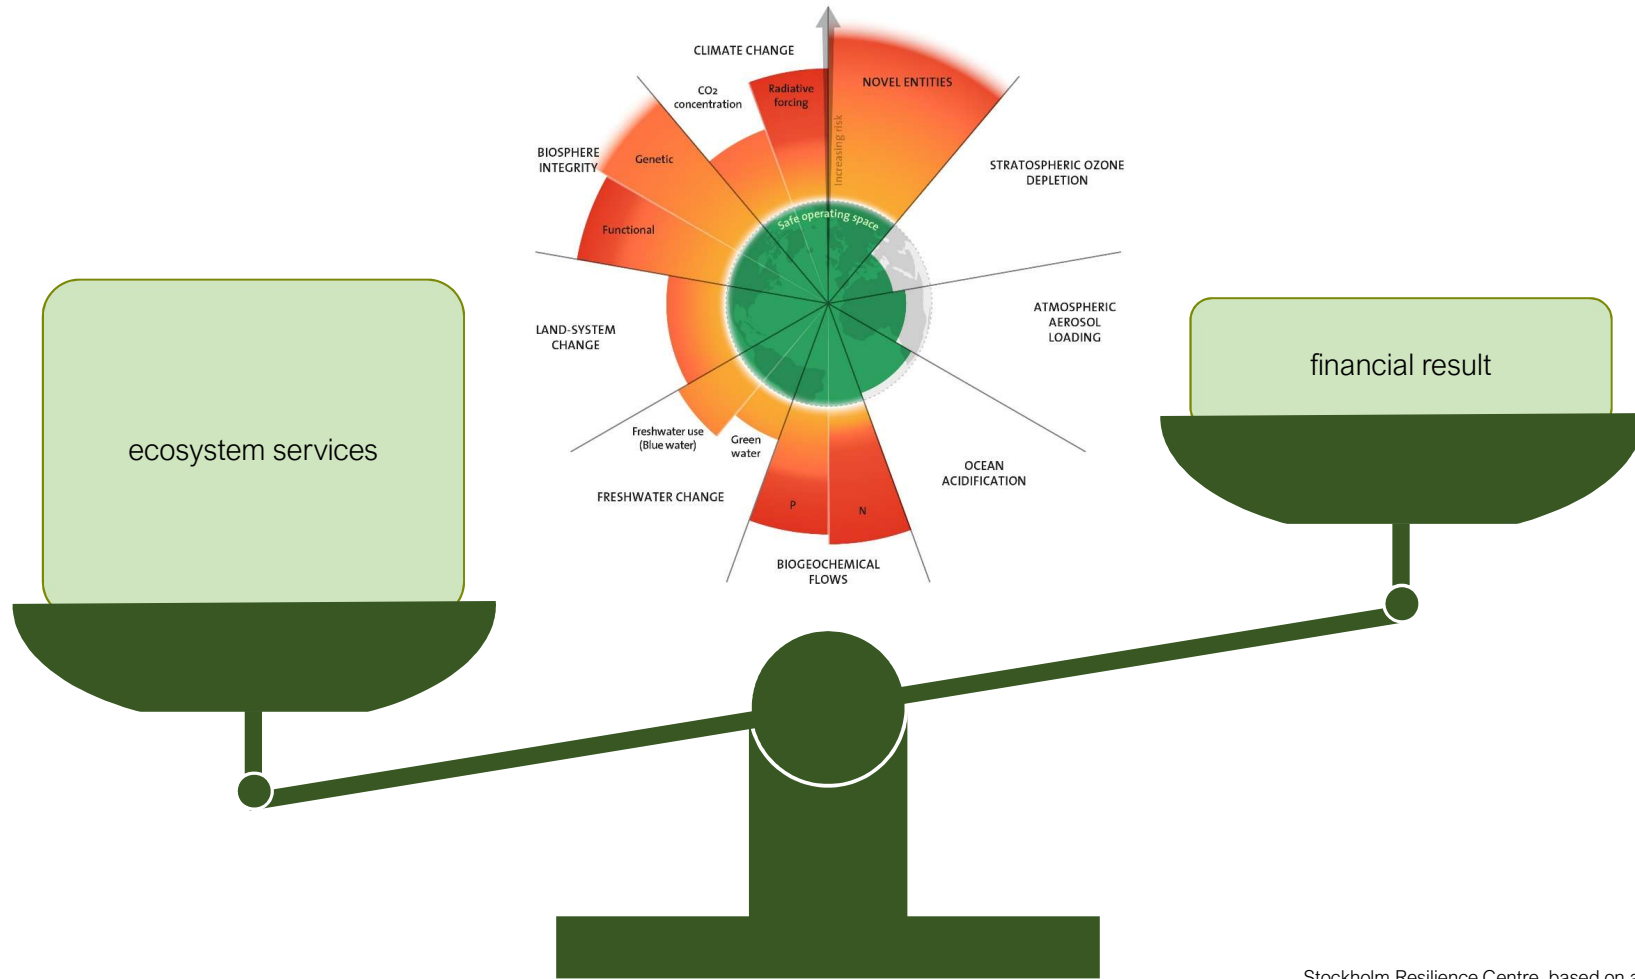 CLIMATE CHANGE
CO2
concentration
Radiative
forcing
NOVEL ENTITIES
Increasing risk
BIOSPHERE
INTEGRITY
Genetic
Functional
STRATOSPHERIC OZONE
DEPLETION
Safe operating space
LAND-SYSTEM
CHANGE
ATMOSPHERIC
AEROSOL
LOADING
Freshwater use
(Blue water)
Green
water
FRESHWATER CHANGE
P
N
OCEAN
ACIDIFICATION
BIOGEOCHEMICAL
FLOWS
ecosystem services
financial result
Stockholm Resilience Centre, based on a